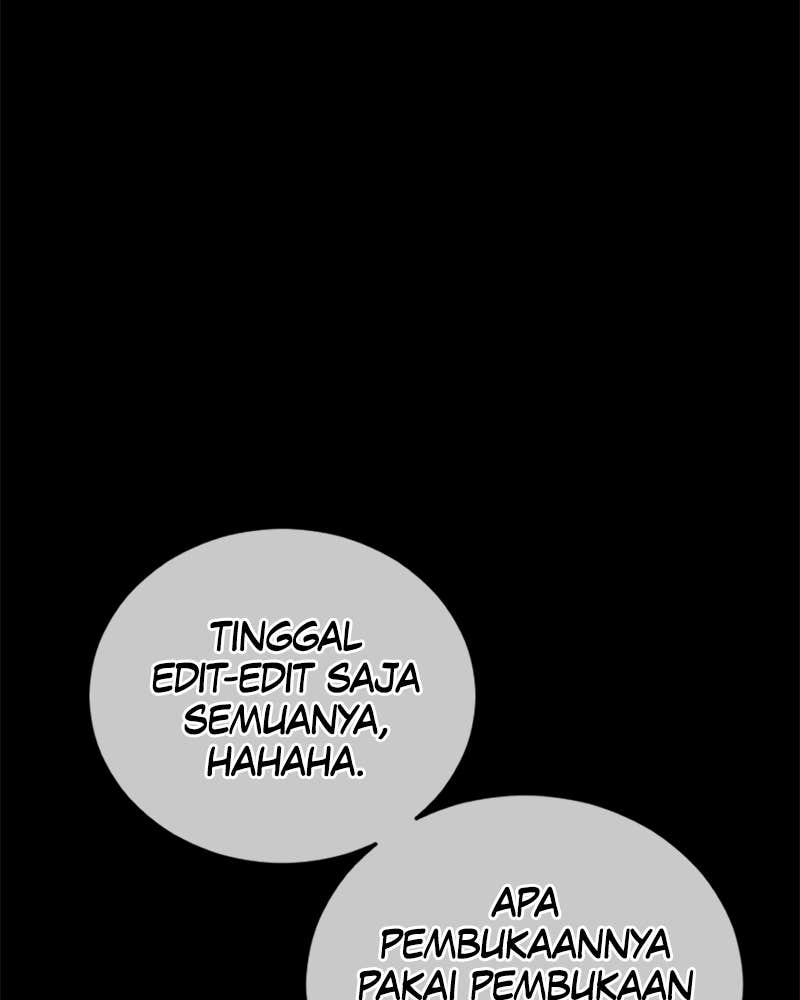 TINGGAL
EDIT-EDIT SAJA
SEMUANYA,
HAHAHA.
APA
PEMBUKAANNYA
PAKAI PEMBUKAAN